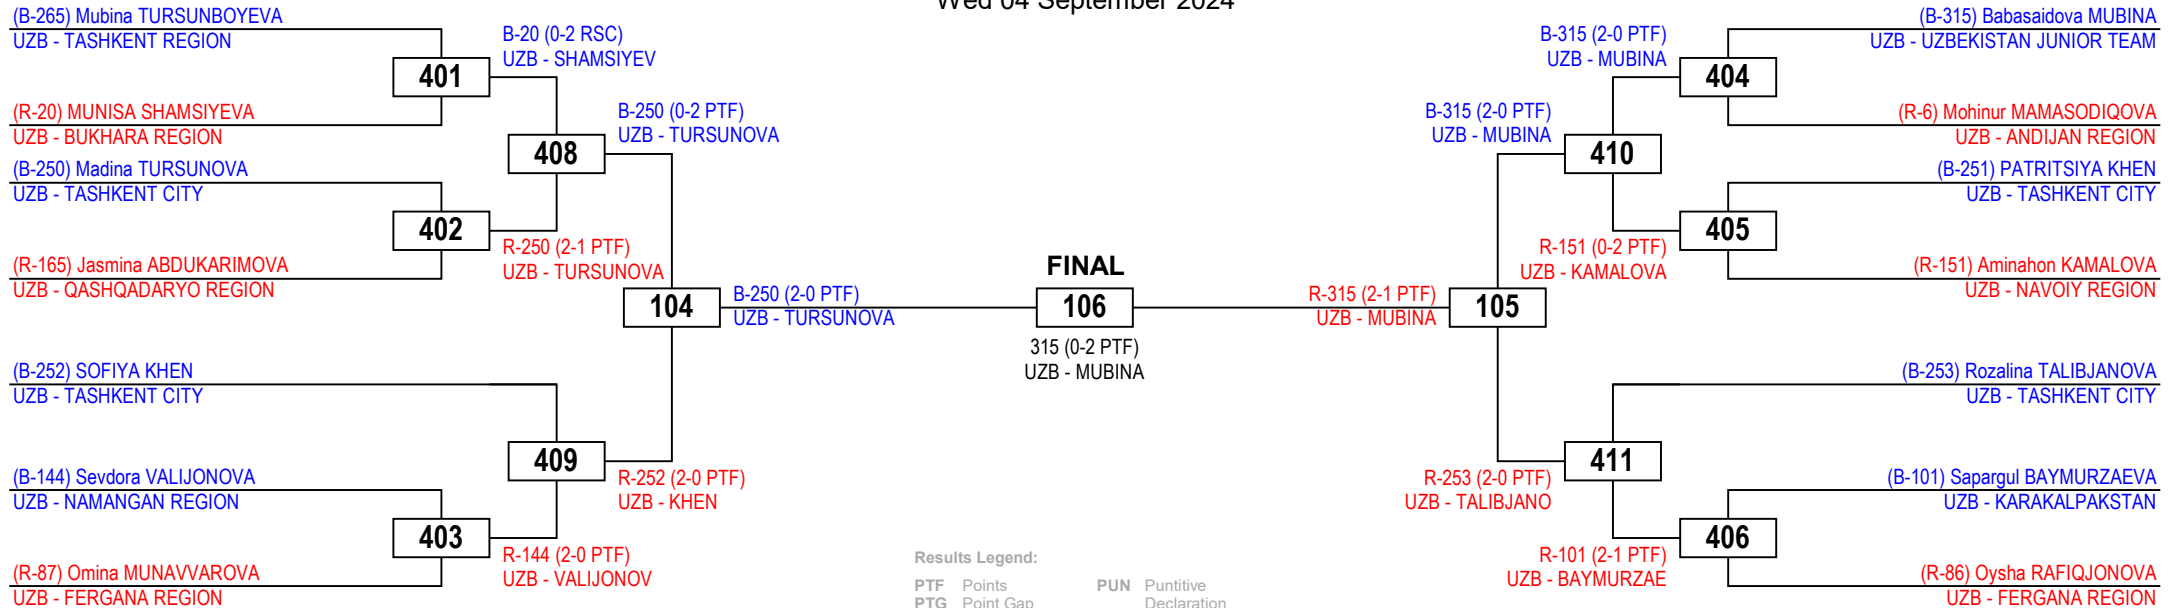 Wed 04 September 2024
(B-265) Mubina TURSUNBOYEVA
UZB - TASHKENT REGION
401
(R-20) MUNISA SHAMSIYEVA
UZB - BUKHARA REGION
B-20 (0-2 RSC)
UZB - SHAMSIYEV
408
(B-250) Madina TURSUNOVA
UZB - TASHKENT CITY
402
(R-165) Jasmina ABDUKARIMOVA
UZB - QASHQADARYO REGION
R-250 (2-1 PTF)
UZB - TURSUNOVA
B-250 (0-2 PTF)
UZB - TURSUNOVA
104
B-250 (2-0 PTF)
UZB - TURSUNOVA
(B-252) SOFIYA KHEN
UZB - TASHKENT CITY
409
R-252 (2-0 PTF)
UZB - KHEN
(B-144) Sevdora VALIJONOVA
UZB - NAMANGAN REGION
403
(R-87) Omina MUNAVVAROVA
UZB - FERGANA REGION
R-144 (2-0 PTF)
UZB - VALIJONOV
FINAL
106
315 (0-2 PTF)
UZB - MUBINA
(B-315) Babasaidova MUBINA
UZB - UZBEKISTAN JUNIOR TEAM
404
(R-6) Mohinur MAMASODIQOVA
UZB - ANDIJAN REGION
B-315 (2-0 PTF)
UZB - MUBINA
410
B-315 (2-0 PTF)
UZB - MUBINA
(B-251) PATRITSIYA KHEN
UZB - TASHKENT CITY
405
(R-151) Aminahon KAMALOVA
UZB - NAVOIY REGION
R-151 (0-2 PTF)
UZB - KAMALOVA
R-315 (2-1 PTF)
UZB - MUBINA
105
(B-253) Rozalina TALIBJANOVA
UZB - TASHKENT CITY
411
R-253 (2-0 PTF)
UZB - TALIBJANO
(B-101) Sapargul BAYMURZAEVA
UZB - KARAKALPAKSTAN
406
(R-86) Oysha RAFIQJONOVA
UZB - FERGANA REGION
R-101 (2-1 PTF)
UZB - BAYMURZAE
Results Legend:
PTF Points
PTG Point Gap
PUN Puntitive
Declaration